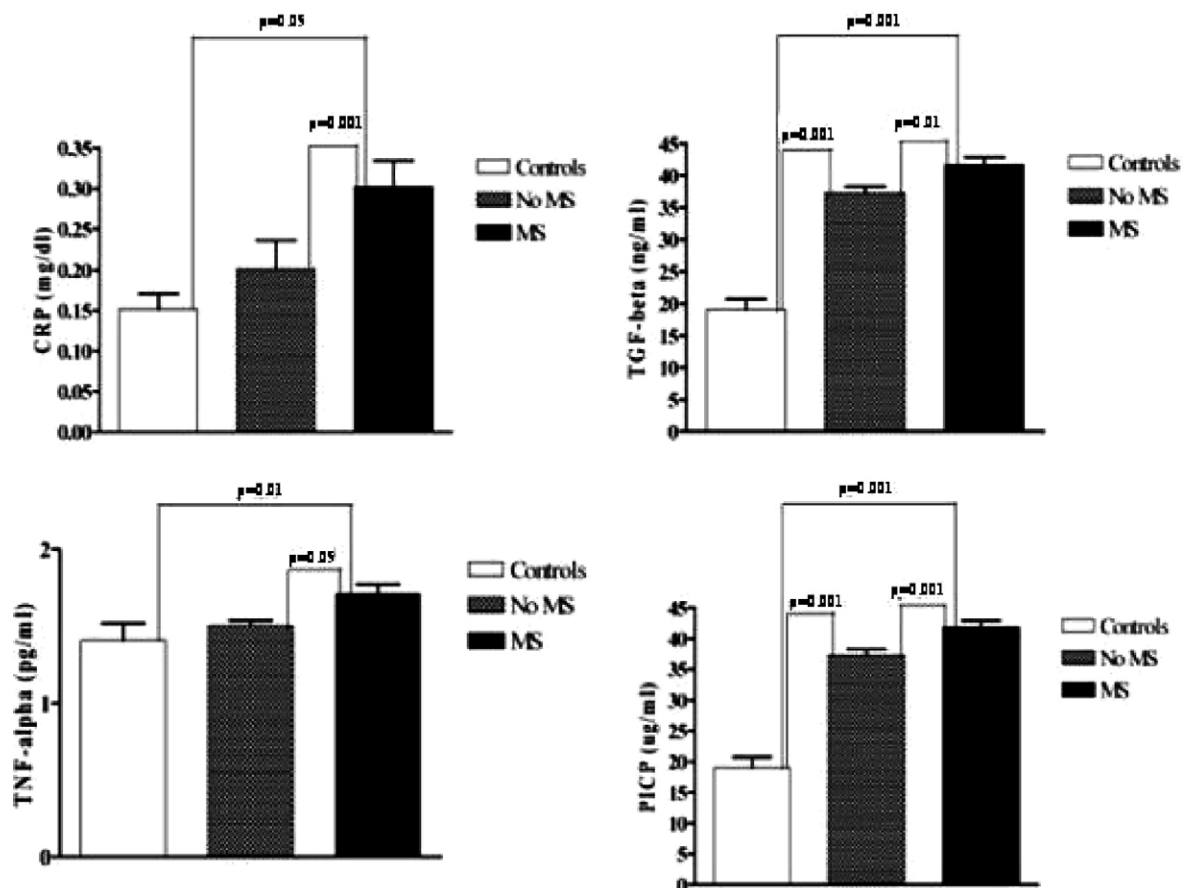 p=0.05
p=0.001
CRP (mg/dl)
0.35
0.30
0.25
0.20
0.15
0.10
0.05
0.00
Controls
No MS
MS
p=0.001
p=0.001
p=0.01
TGF-beta (ng/ml)
45
40
35
30
25
20
15
10
5
0
Controls
No MS
MS
p=0.01
p=0.05
TNF-alpha (pg/ml)
2
1
0
Controls
No MS
MS
p=0.001
p=0.001
p=0.001
PICP (ug/ml)
45
40
35
30
25
20
15
10
5
0
Controls
No MS
MS